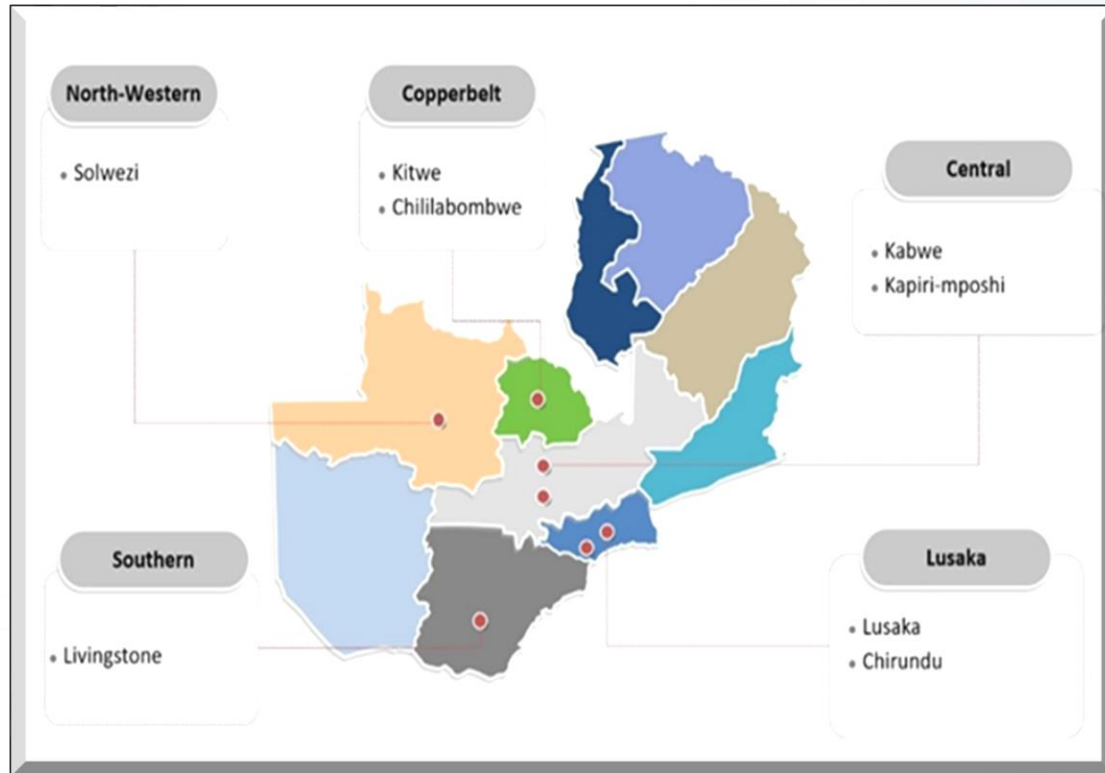 North-Western
• Solwezi
Copperbelt
• Kitwe
• Chililabombwe
Central
• Kabwe
• Kapiri-mposhi
Southern
• Livingstone
Lusaka
• Lusaka
• Chirundu